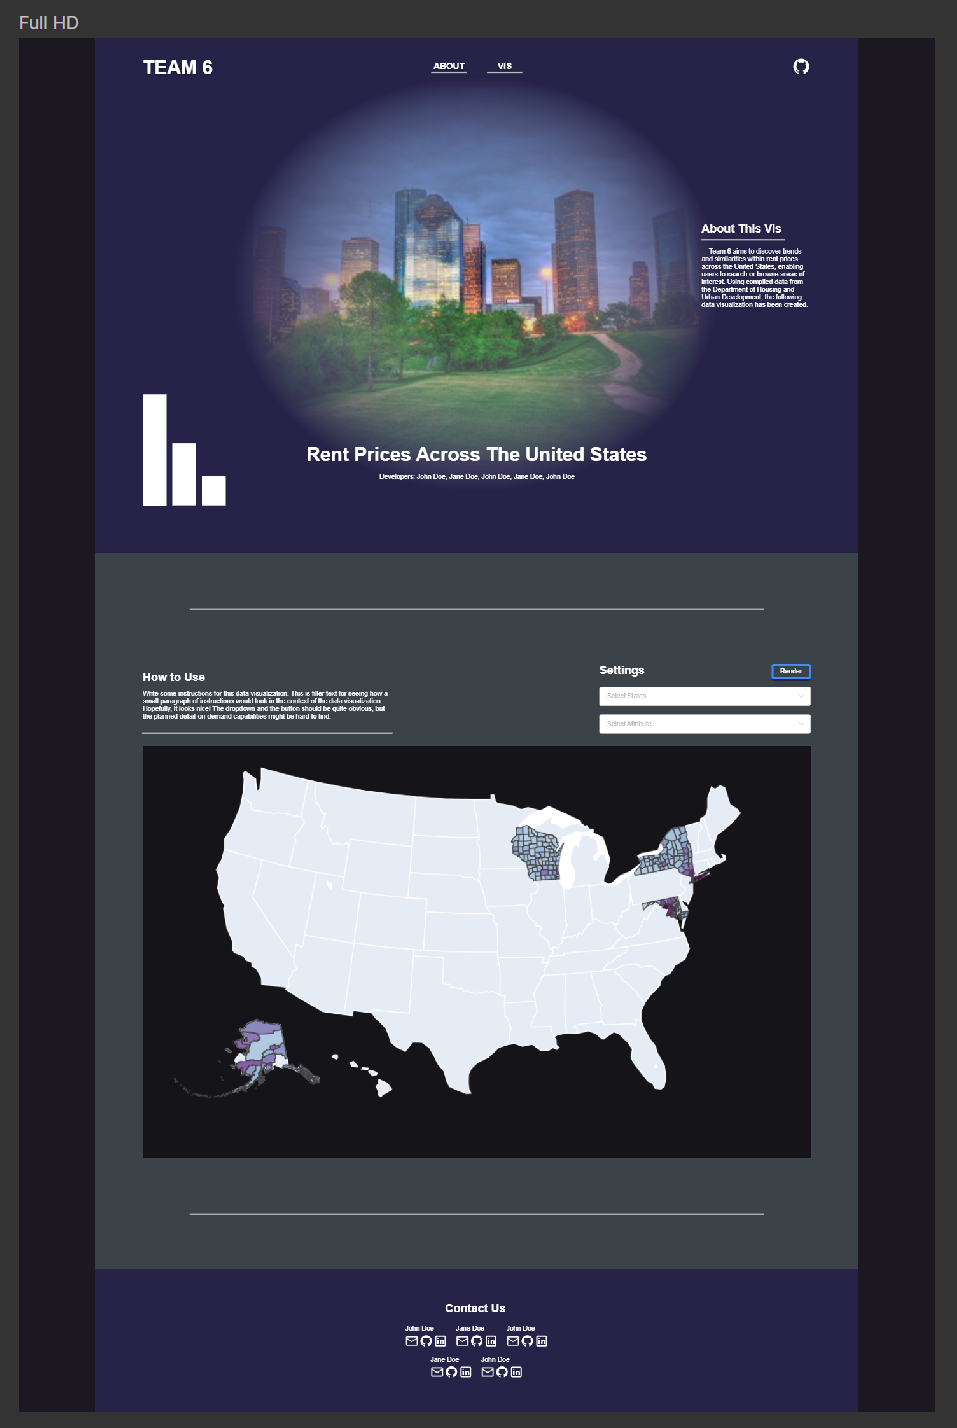 Full HD
TEAM 6
ABOUT
VIS
About This Vis
Team 6 aims to discover trends
and similarities within rent prices
across the United States, enabling
users to search or browse areas of
interest. Using compiled data from
the Department of Housing and
Urban Development, the following
data visualization has been created.
Rent Prices Across The United States
Developers: John Doe, Jane Doe, John Doe, Jane Doe, John Doe
How to Use
Write some instructions for this data visualization. This is filler text for seeing how a
small paragraph of instructions would look in the context of the data visualization.
Hopefully, it looks nice! The dropdown and the button should be quite obvious, but
the planned detail on demand capabilities might be hard to find.
Settings
Render
Select States
Select Attribute
Contact Us
John Doe
Jane Doe
John Doe
Jane Doe
John Doe